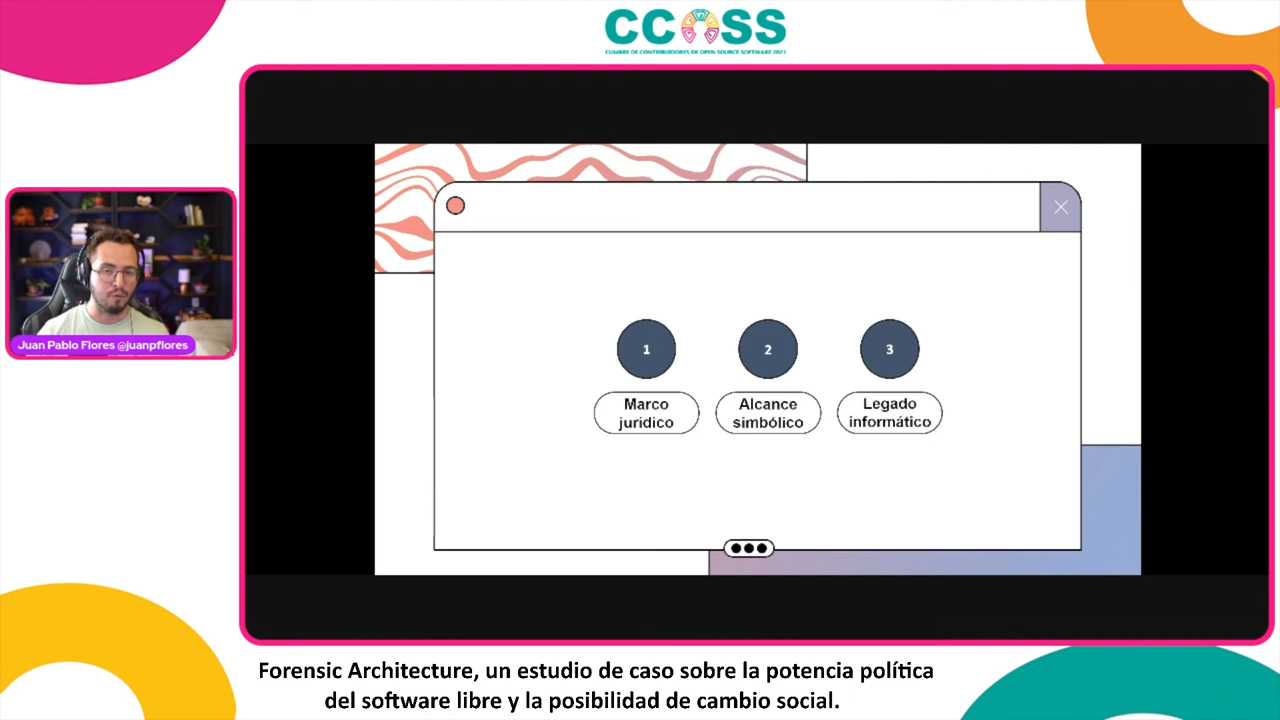 CCOSS
CUMBRE DE CONTRIBUIDORES DE OPEN SOURCE SOFTWARE 2021
1
2
3
Marco
jurídico
Alcance
simbólico
Legado
informático
Juan Pablo Flores @juanpflores
Forensic Architecture, un estudio de caso sobre la potencia política
del software libre y la posibilidad de cambio social.